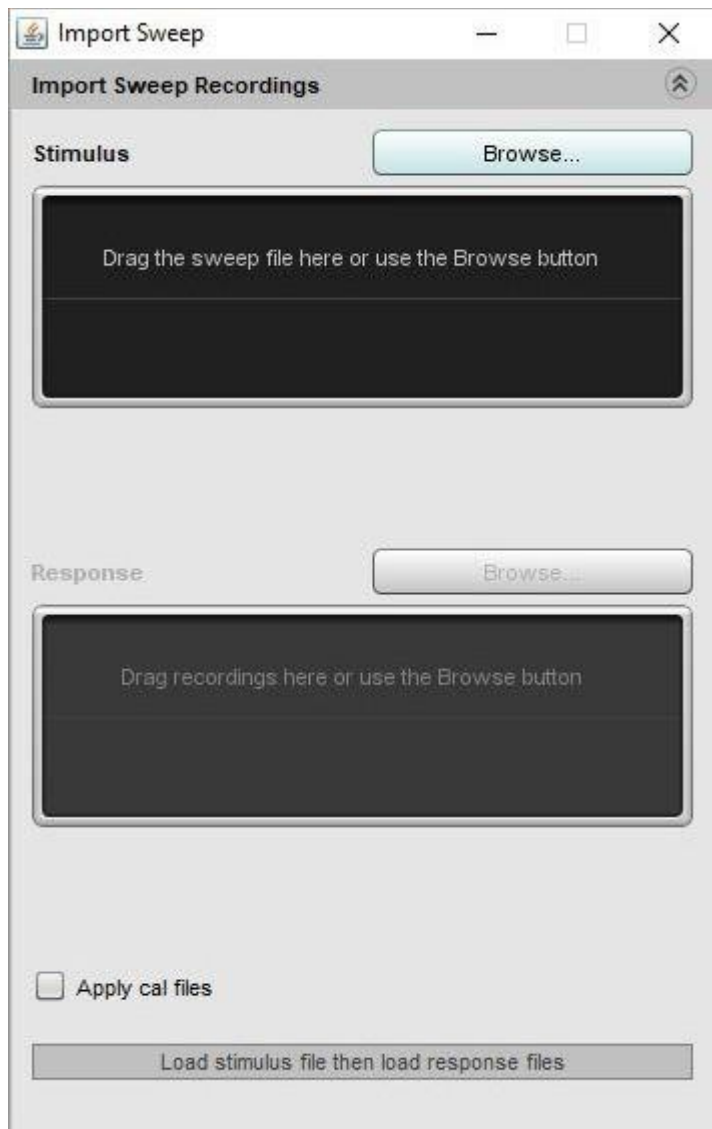 Import Sweep
Import Sweep Recordings
Stimulus
Browse...
Drag the sweep file here or use the Browse button
Response
Browse...
Drag recordings here or use the Browse button
Apply cal files
Load stimulus file then load response files